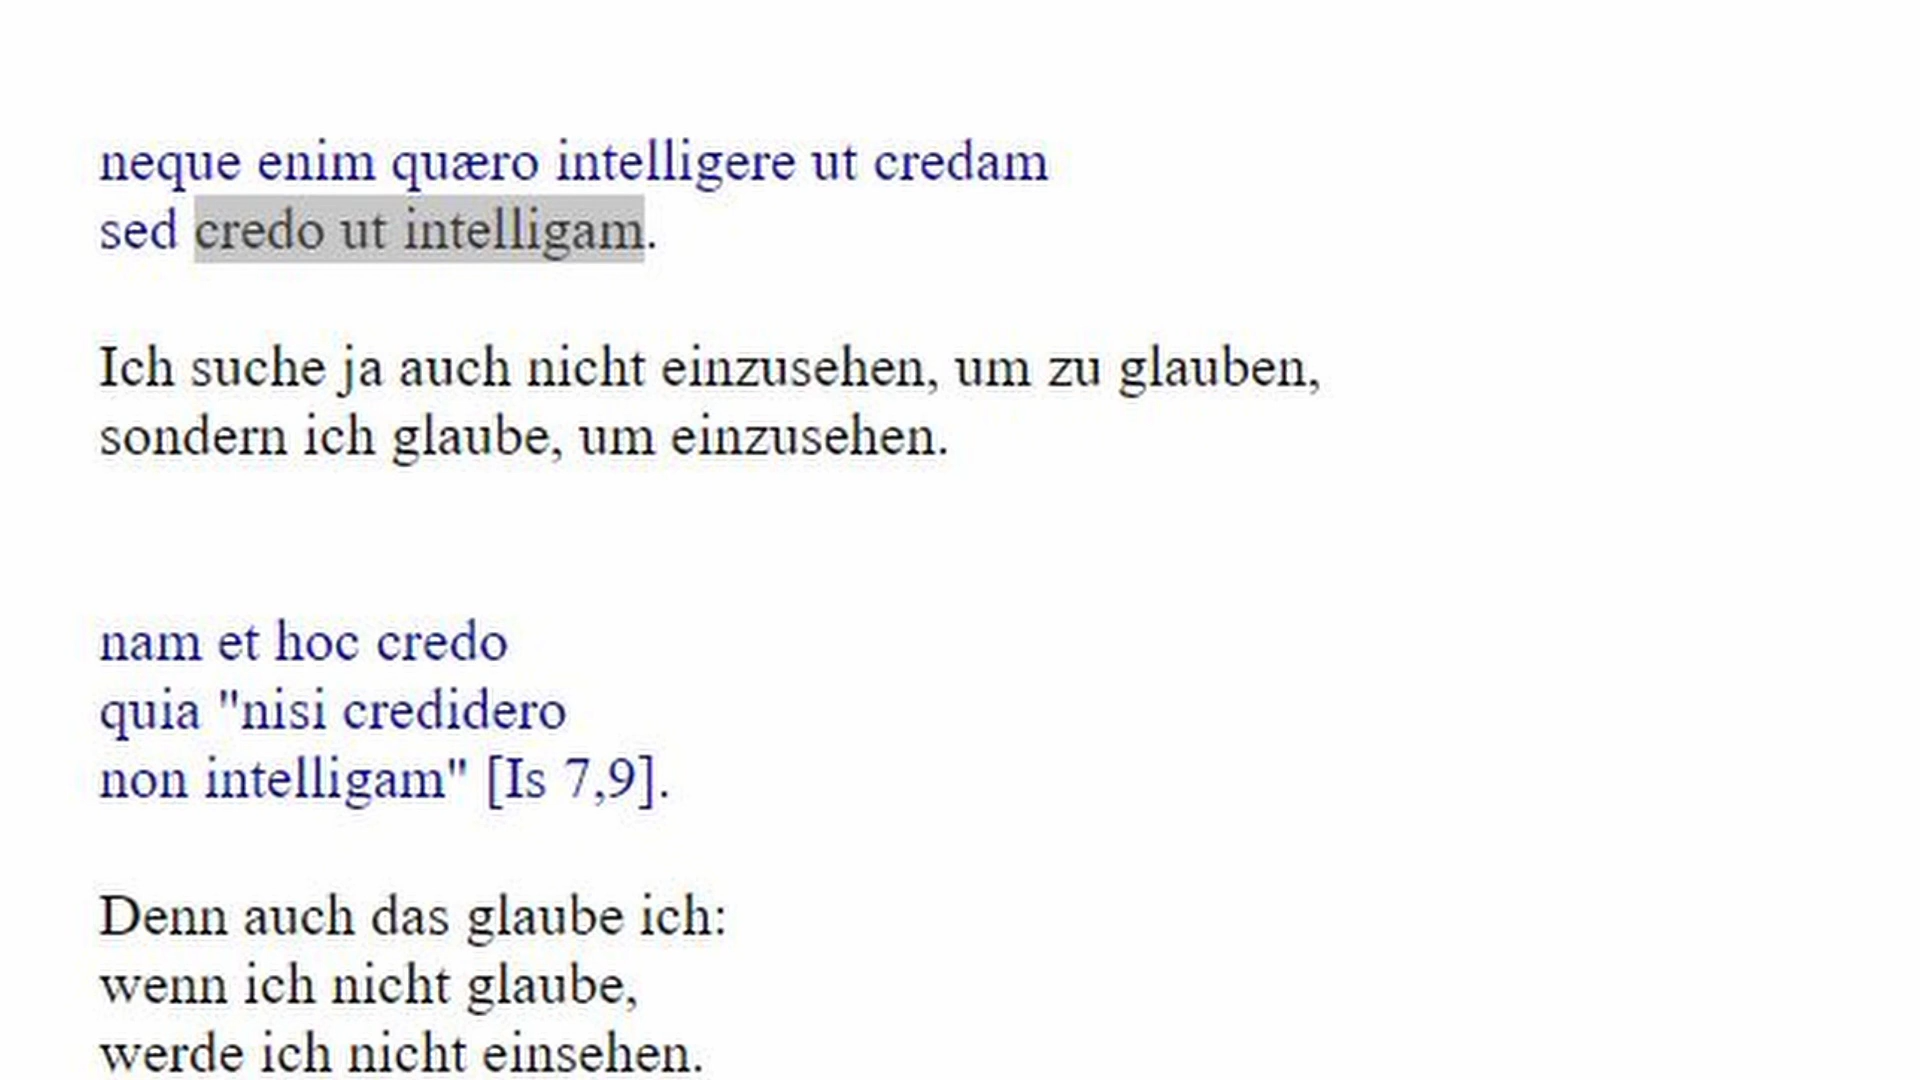 neque enim quæro intelligere ut credam
sed credo ut intelligam.
Ich suche ja auch nicht einzusehen, um zu glauben,
sondern ich glaube, um einzusehen.
nam et hoc credo
quia "nisi credidero
non intelligam" [Is 7,9].
Denn auch das glaube ich:
wenn ich nicht glaube,
werde ich nicht einsehen.